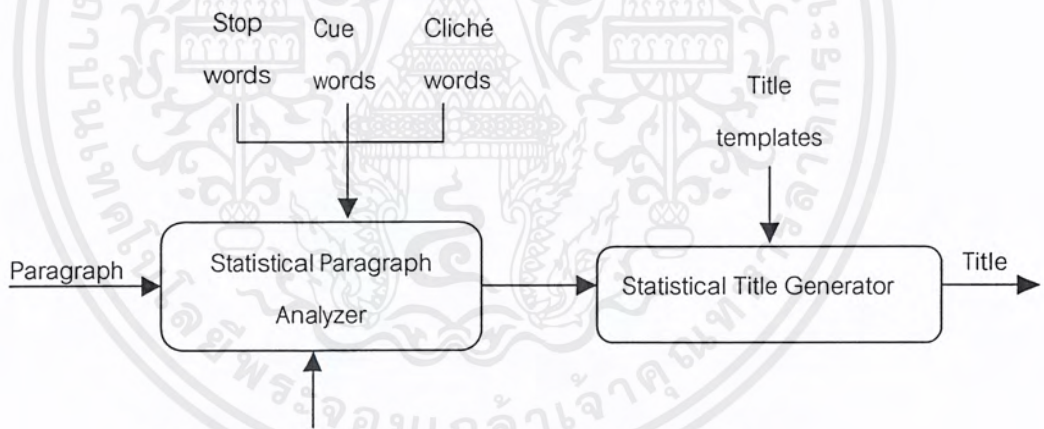 Stop
words
Cue
words
Cliché
words
Title
templates
Paragraph
Statistical Paragraph
Analyzer
Statistical Title Generator
Title